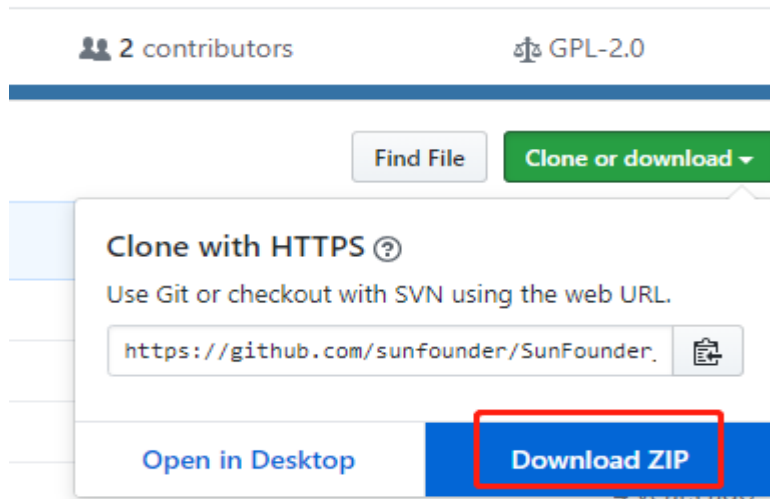 2 contributors
GPL-2.0
Find File
Clone or download
Clone with HTTPS
Use Git or checkout with SVN using the web URL.
https://github.com/sunfounder/SunFounder_
Open in Desktop
Download ZIP